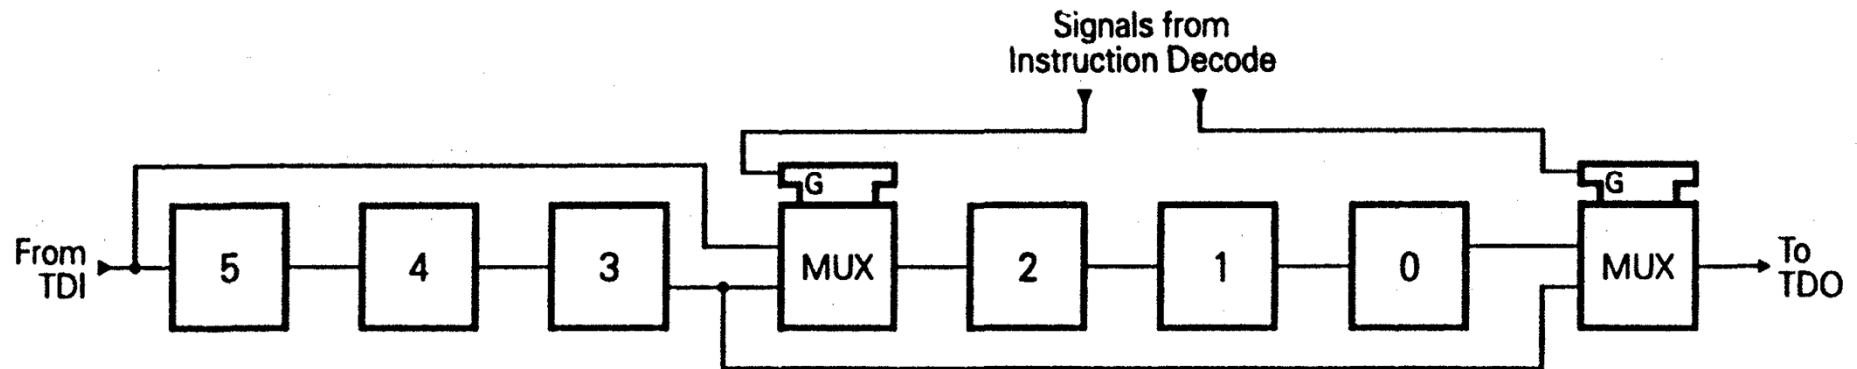 Signals from
Instruction Decode
G
G
From
TDI
5
4
3
MUX
2
1
0
MUX
To
TDO